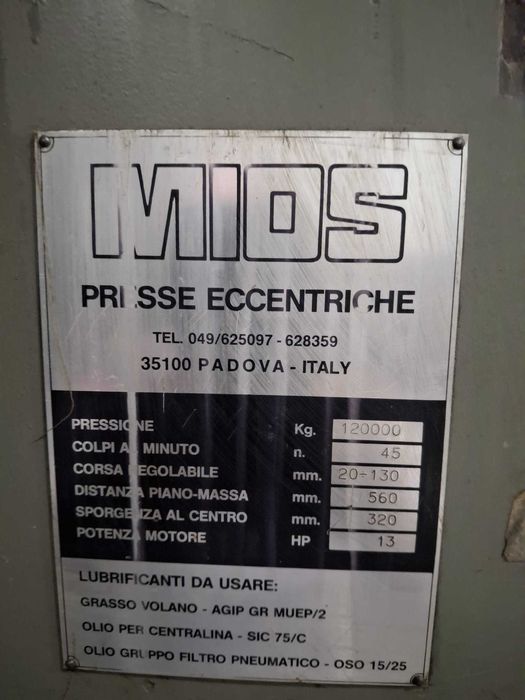 MIOS
PRESSE ECCENTRICHE
TEL. 049/625097 - 628359
35100 PADOVA - ITALY
PRESSIONE Kg. 120000
COLPI AL MINUTO n. 45
CORSA REGOLABILE mm. 20÷130
DISTANZA PIANO-MASSA mm. 560
SPORGENZA AL CENTRO mm. 320
POTENZA MOTORE HP 13
LUBRIFICANTI DA USARE:
GRASSO VOLANO - AGIP GR MUEP/2
OLIO PER CENTRALINA - SIC 75/C
OLIO GRUPPO FILTRO PNEUMATICO - OSO 15/25